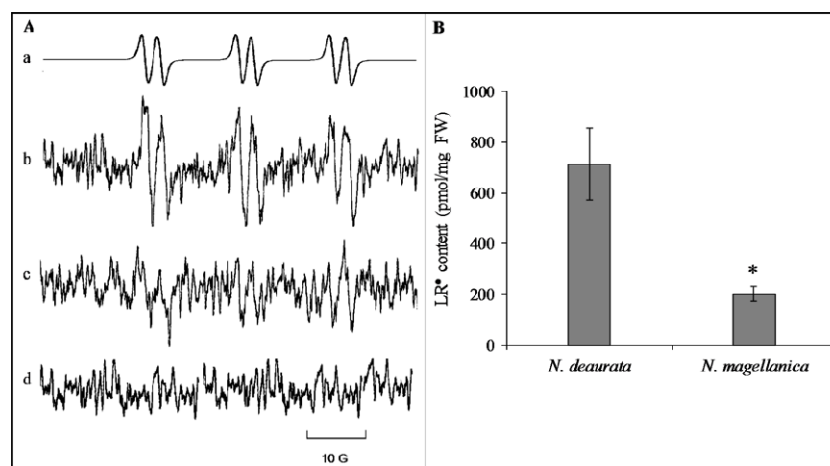 A
a
b
c
d
10 G
B
LR• content (pmol/mg FW)
1000
800
600
400
200
0
*
N. deaurata
N. magellanica